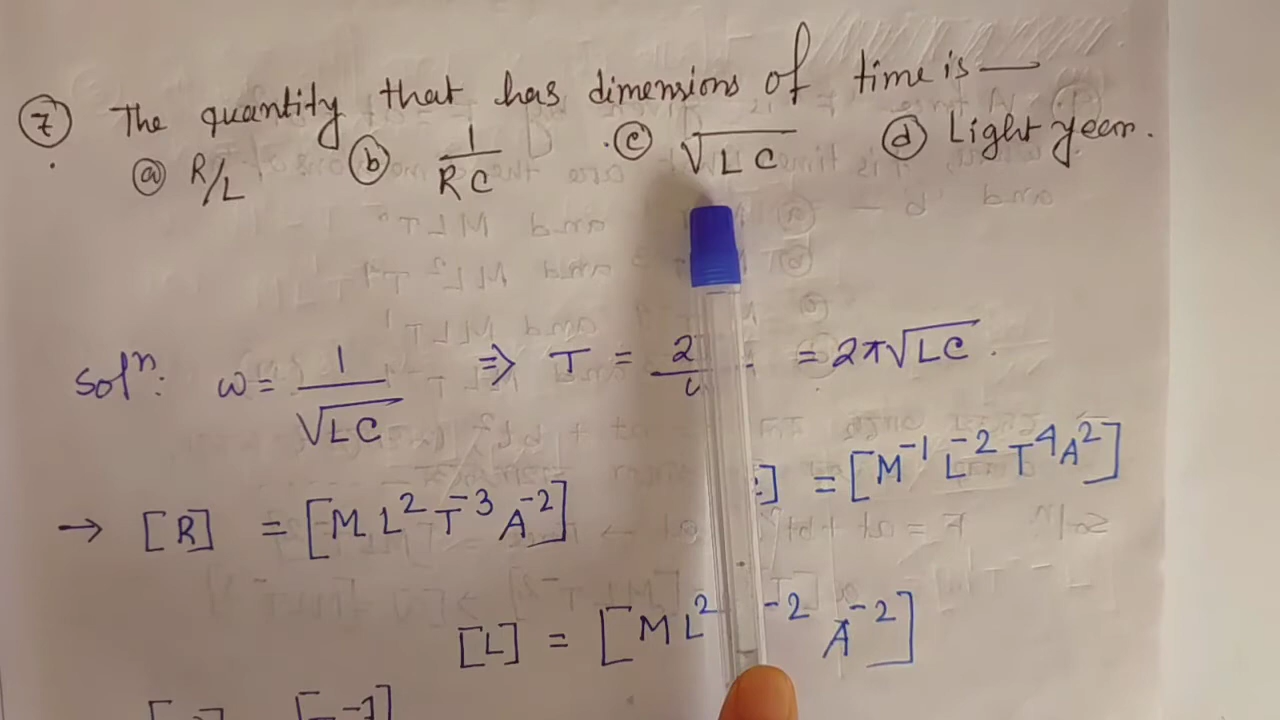 ⑦ The quantity that has dimensions of time is —
ⓐ R/L ⓑ 1/RC ⓒ √LC ⓓ Light year.
Solⁿ: ω = 1/√LC ⇒ T = 2 = 2π√LC.
→ [R] = [M L² T⁻³ A⁻²] ] = [M⁻¹ L⁻² T⁴ A²]
[L] = [M L² ⁻² A⁻²]